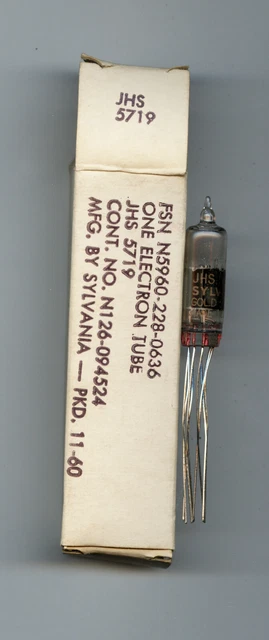 JHS
5719
FSN N5960-228-0636
ONE ELECTRON TUBE
JHS 5719
CONT. NO. N126-094524
MFG. BY SYLVANIA — PKD. 11-60
JHS
SYLV
GOLD